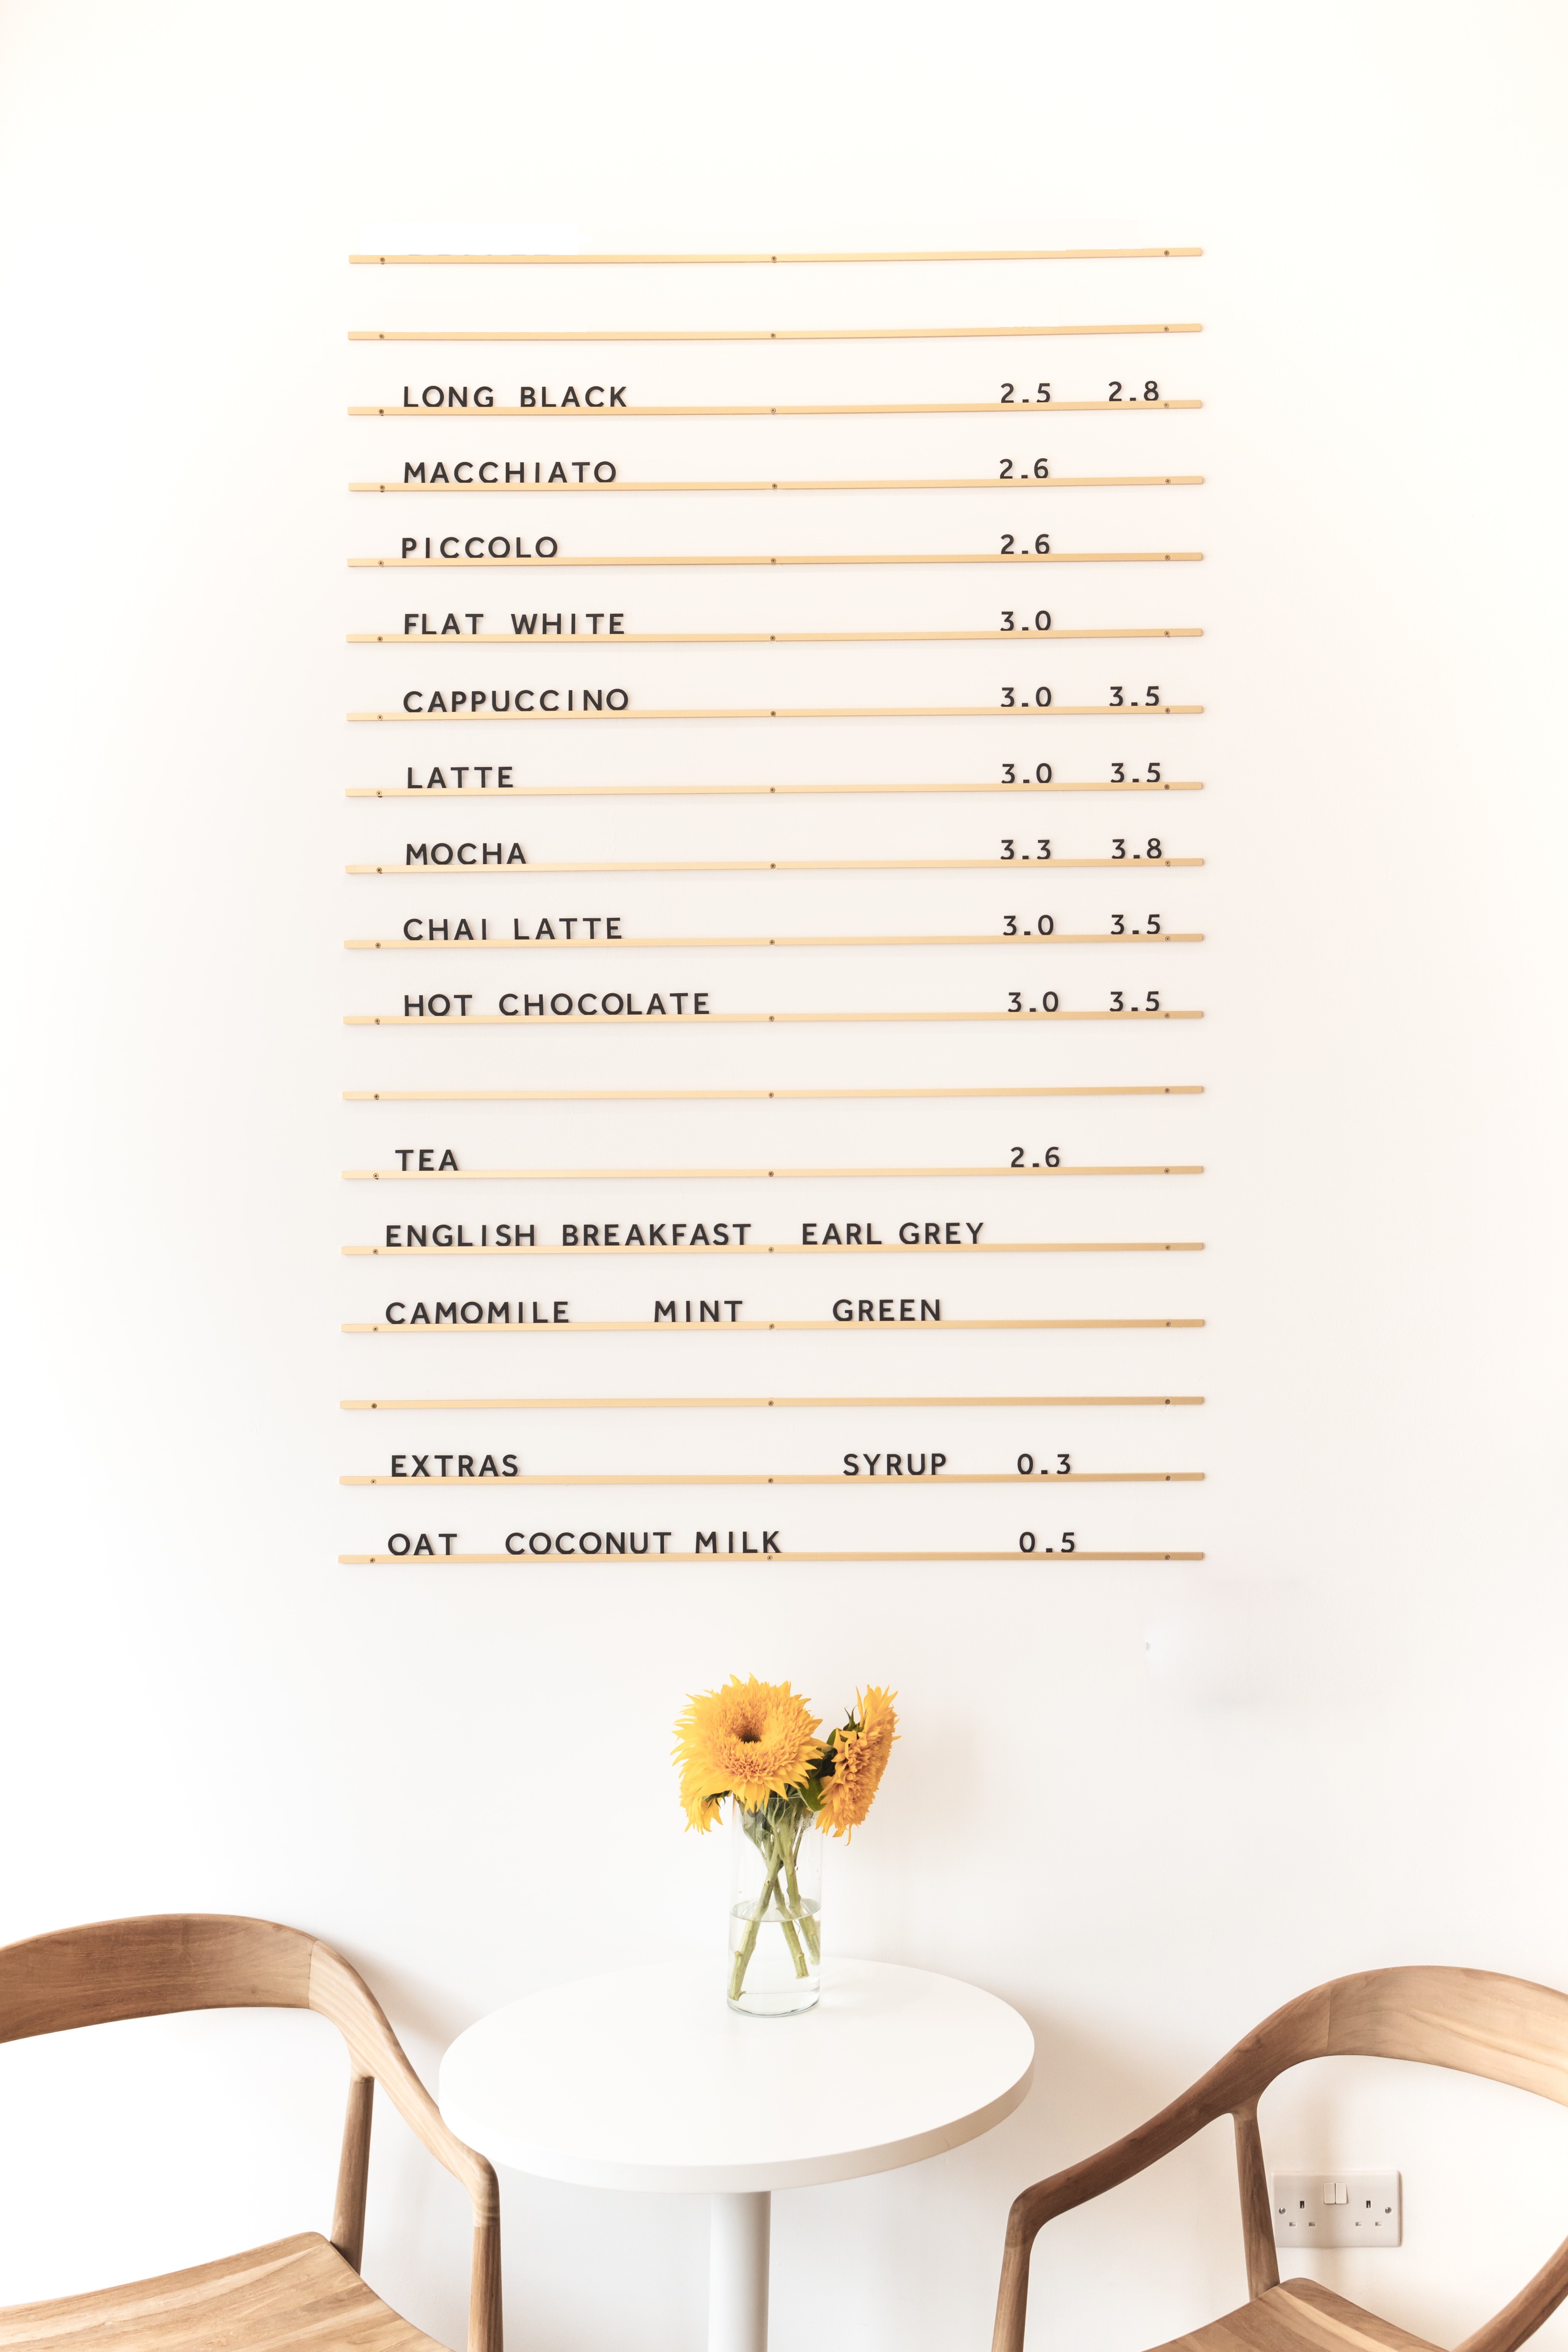 LONG BLACK 2.5 2.8
MACCHIATO 2.6
PICCOLO 2.6
FLAT WHITE 3.0
CAPPUCCINO 3.0 3.5
LATTE 3.0 3.5
MOCHA 3.3 3.8
CHAI LATTE 3.0 3.5
HOT CHOCOLATE 3.0 3.5
TEA 2.6
ENGLISH BREAKFAST EARL GREY
CAMOMILE MINT GREEN
EXTRAS SYRUP 0.3
OAT COCONUT MILK 0.5